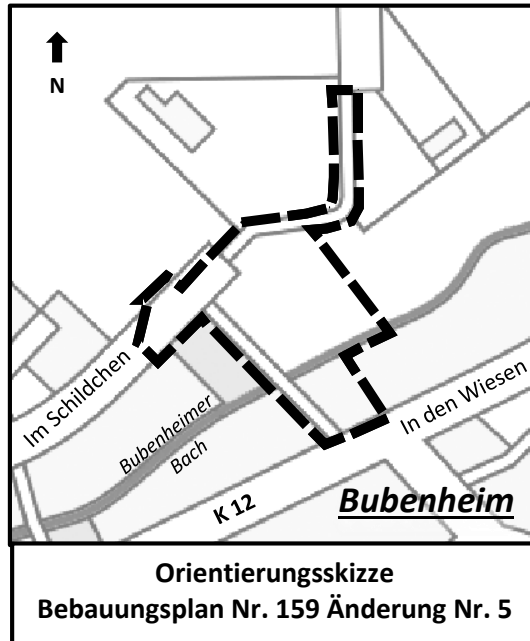 N
Im Schildchen
Bubenheimer
Bach
In den Wiesen
K 12
Bubenheim
Orientierungsskizze
Bebauungsplan Nr. 159 Änderung Nr. 5